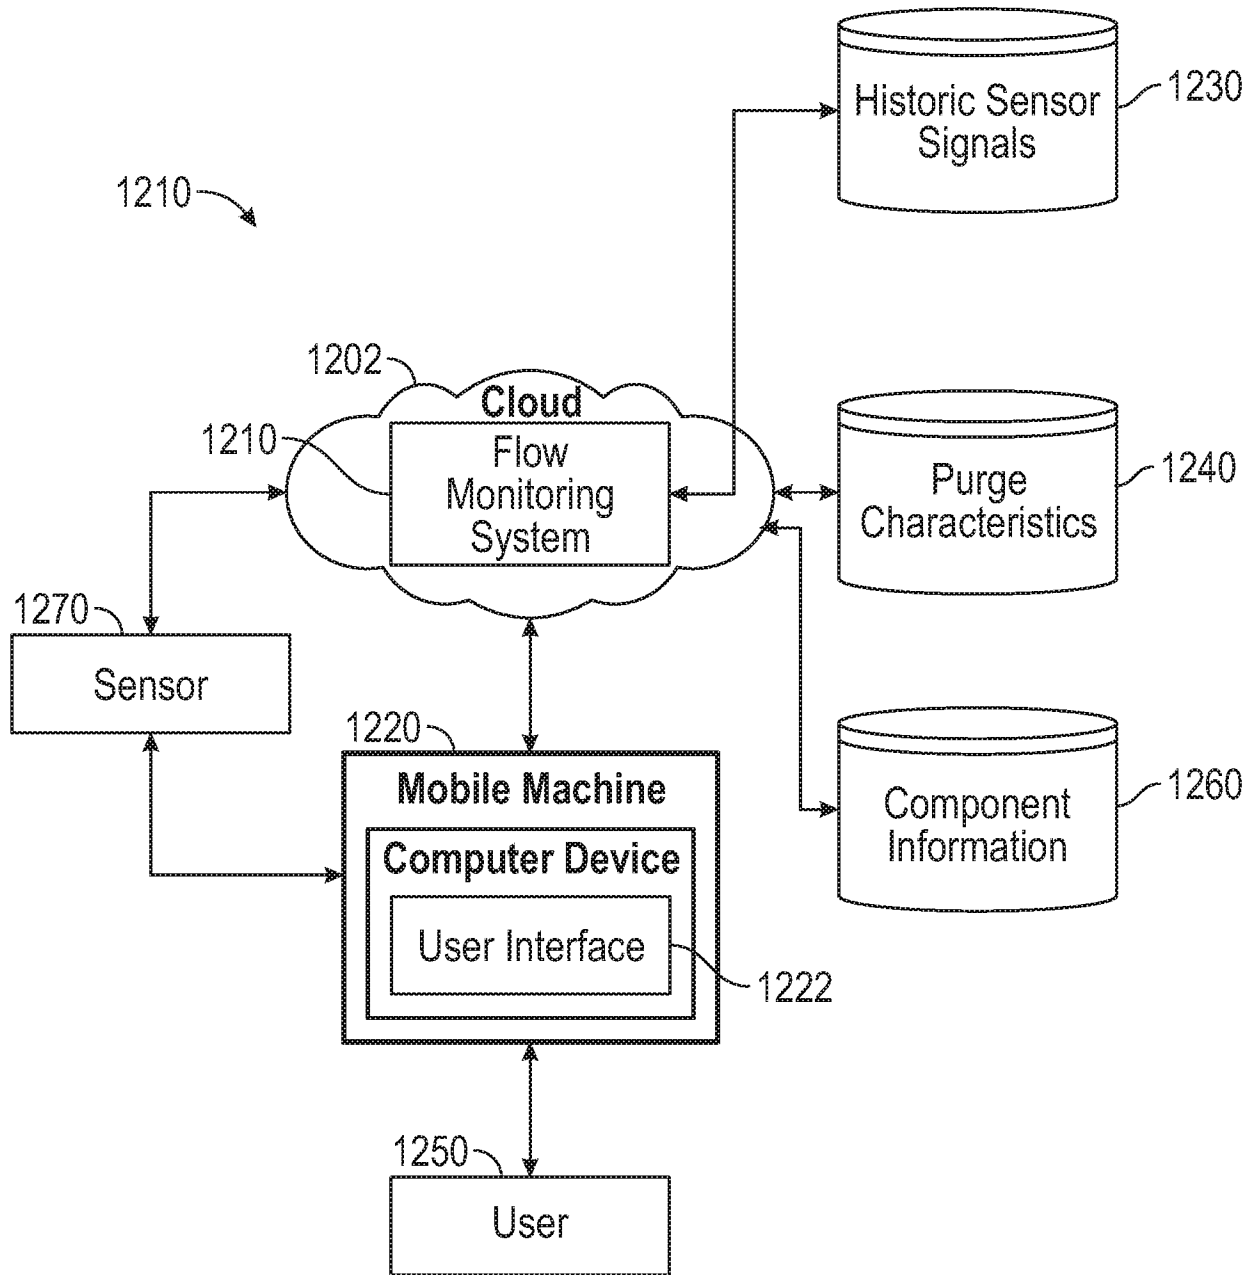 Historic Sensor
Signals
1230
1210
1202
Cloud
1210
Flow
Monitoring
System
Purge
Characteristics
1240
1270
Sensor
1220
Mobile Machine
Computer Device
User Interface
1222
Component
Information
1260
1250
User